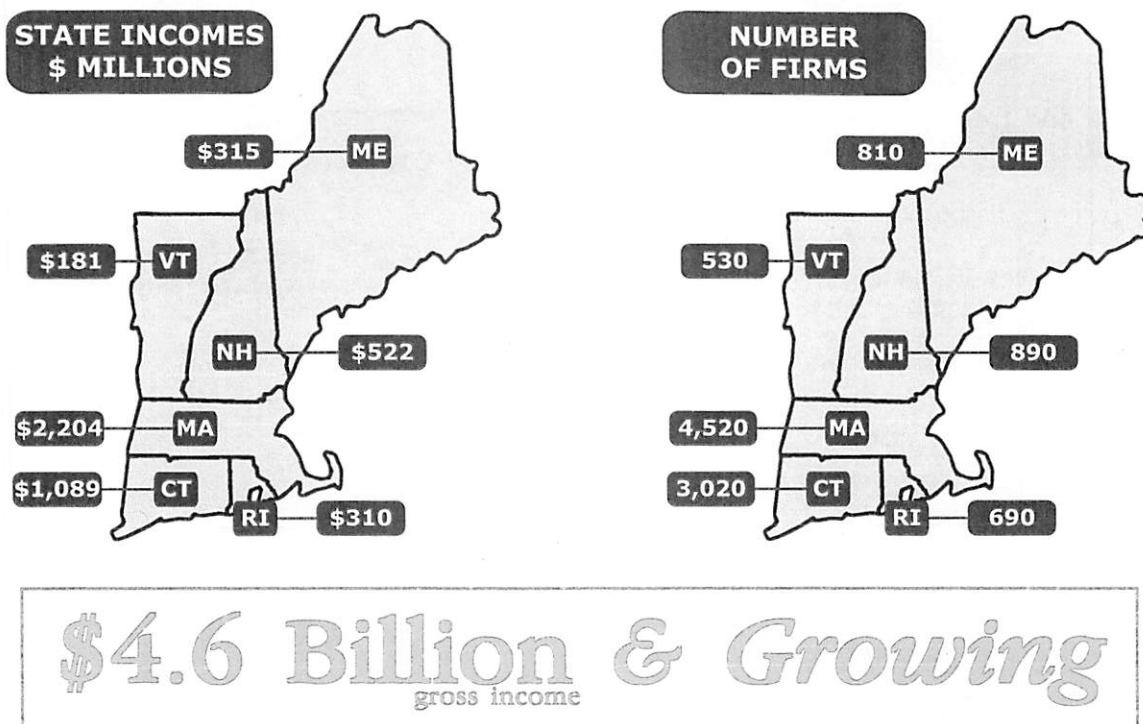 STATE INCOMES
$ MILLIONS
$315
ME
$181
VT
NH
$522
$2,204
MA
$1,089
CT
RI
$310
NUMBER
OF FIRMS
810
ME
530
VT
NH
890
4,520
MA
3,020
CT
RI
690
$4.6 Billion & Growing
gross income